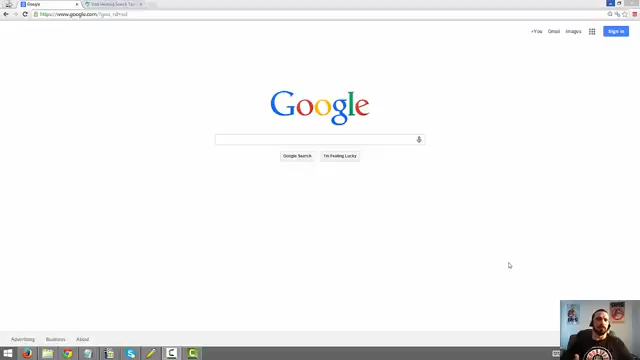 Google
https://www.google.com/?gws_rd=ssl
+You Gmail Images Sign in
Google
Google Search I'm Feeling Lucky
Advertising Business About